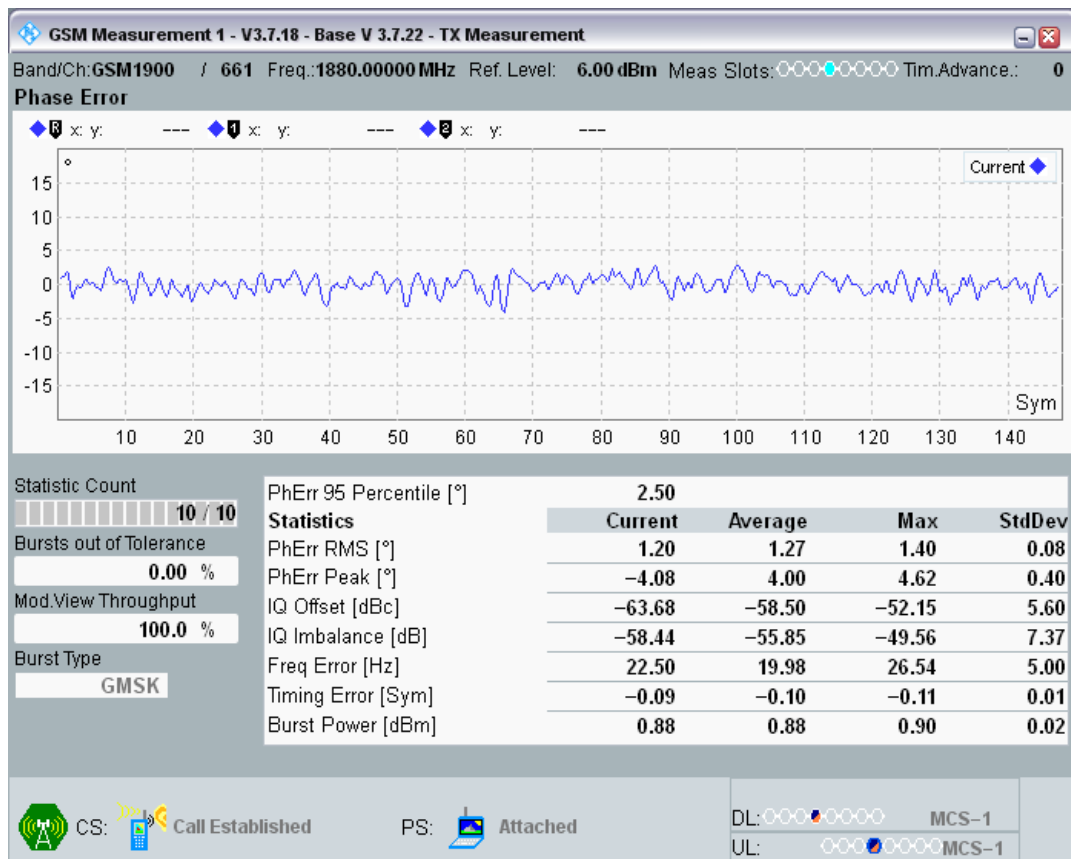 GSM Measurement 1 - V3.7.18 - Base V 3.7.22 - TX Measurement
Band/Ch:GSM1900 / 661 Freq.:1880.00000 MHz Ref. Level: 6.00 dBm Meas Slots: Tim.Advance.: 0
Phase Error
R x: y: --- 1 x: y: --- 2 x: y: ---
° Current
15
10
5
0
-5
-10
-15
Sym
10 20 30 40 50 60 70 80 90 100 110 120 130 140
Statistic Count
10 / 10
Bursts out of Tolerance
0.00 %
Mod.View Throughput
100.0 %
Burst Type
GMSK
PhErr 95 Percentile [°] 2.50
Statistics Current Average Max StdDev
PhErr RMS [°] 1.20 1.27 1.40 0.08
PhErr Peak [°] −4.08 4.00 4.62 0.40
IQ Offset [dBc] −63.68 −58.50 −52.15 5.60
IQ Imbalance [dB] −58.44 −55.85 −49.56 7.37
Freq Error [Hz] 22.50 19.98 26.54 5.00
Timing Error [Sym] −0.09 −0.10 −0.11 0.01
Burst Power [dBm] 0.88 0.88 0.90 0.02
CS: Call Established PS: Attached
DL: MCS−1
UL: MCS−1